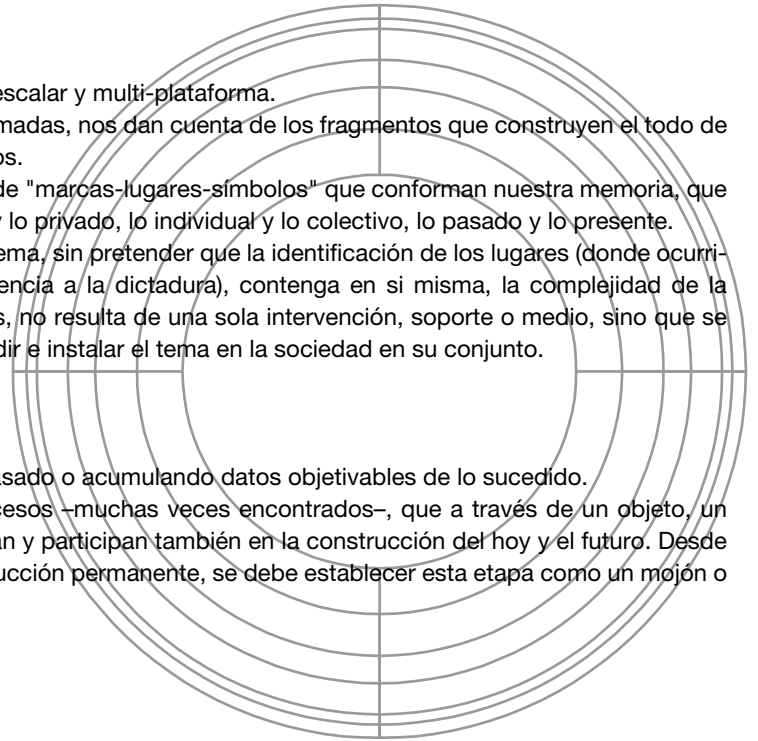 escalar y multi-plataforma.
madas, nos dan cuenta de los fragmentos que construyen el todo de
os.
de "marcas-lugares-símbolos" que conforman nuestra memoria, que
y lo privado, lo individual y lo colectivo, lo pasado y lo presente.
ema, sin pretender que la identificación de los lugares (donde ocurri-
encia a la dictadura), contenga en si misma, la complejidad de la
s, no resulta de una sola intervención, soporte o medio, sino que se
dir e instalar el tema en la sociedad en su conjunto.
asado o acumulando datos objetivables de lo sucedido.
cesos –muchas veces encontrados–, que a través de un objeto, un
an y participan también en la construcción del hoy y el futuro. Desde
ucción permanente, se debe establecer esta etapa como un mojón o